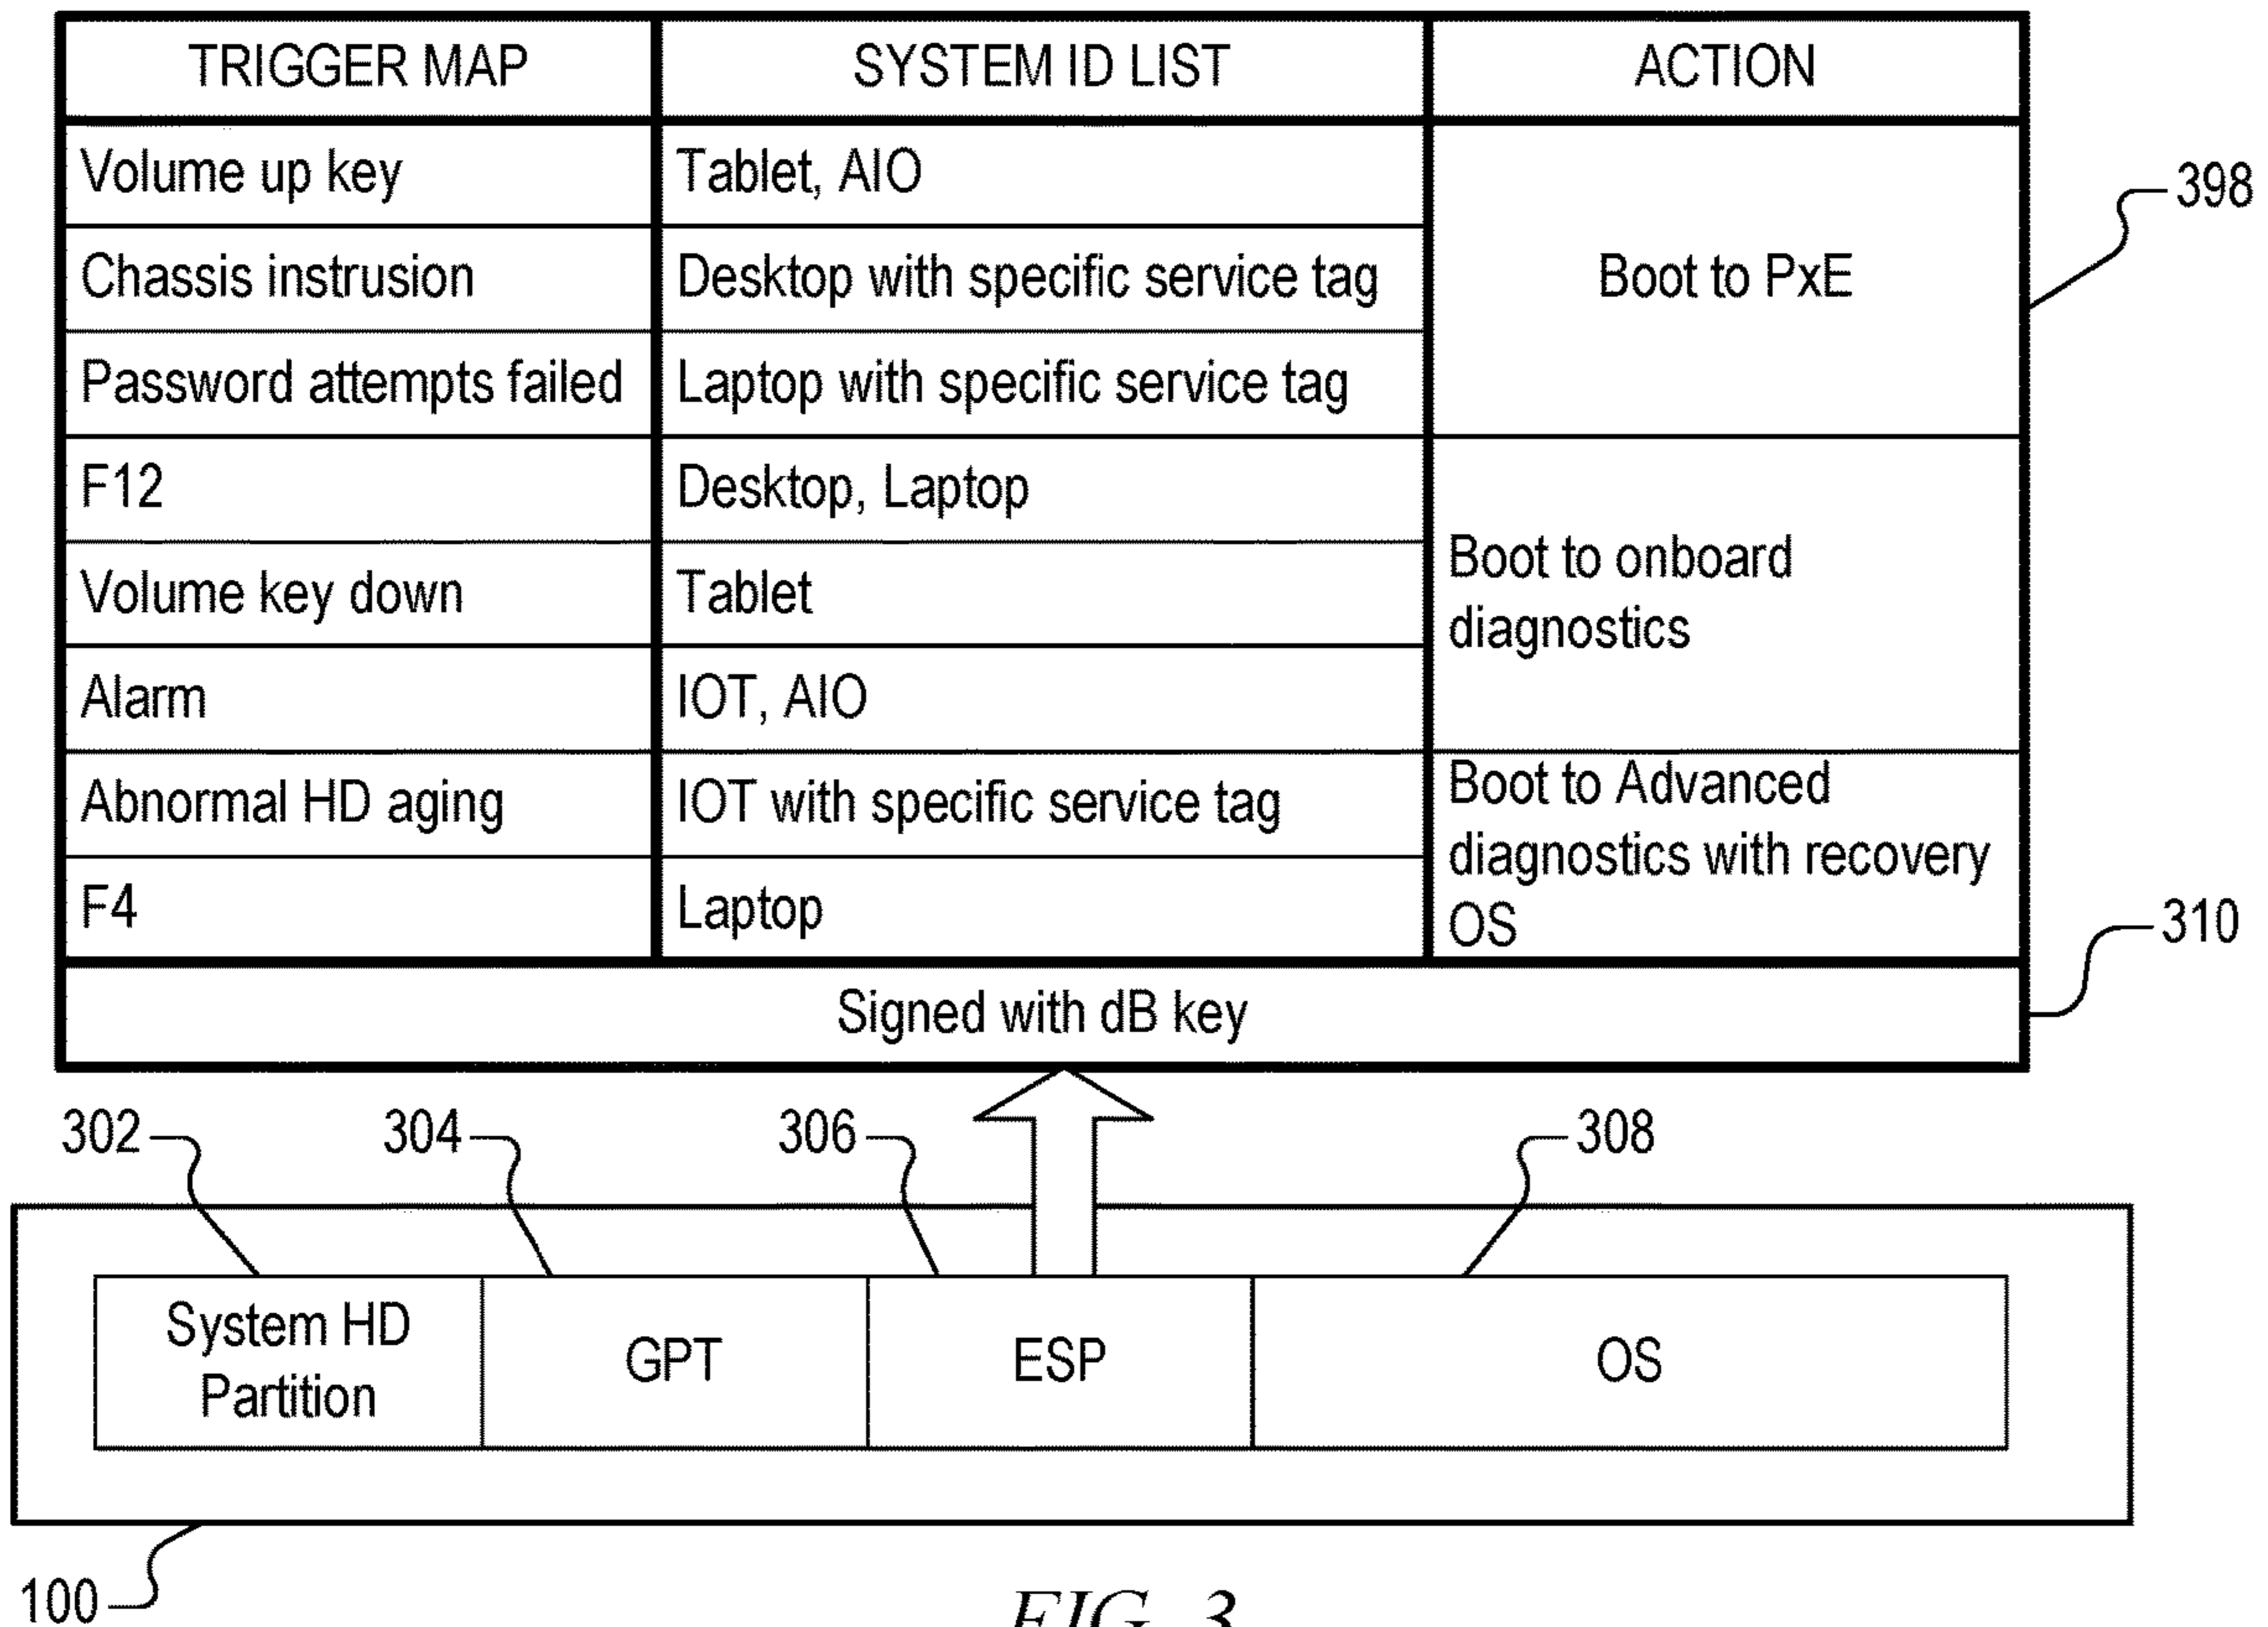 TRIGGER MAP
SYSTEM ID LIST
ACTION
Volume up key
Tablet, AIO
Chassis instrusion
Desktop with specific service tag
Boot to PxE
Password attempts failed
Laptop with specific service tag
398
F12
Desktop, Laptop
Volume key down
Tablet
Boot to onboard
diagnostics
Alarm
IOT, AIO
Abnormal HD aging
IOT with specific service tag
Boot to Advanced
diagnostics with recovery
OS
F4
Laptop
310
Signed with dB key
302
304
306
308
System HD
Partition
GPT
ESP
OS
100
FIG. 3